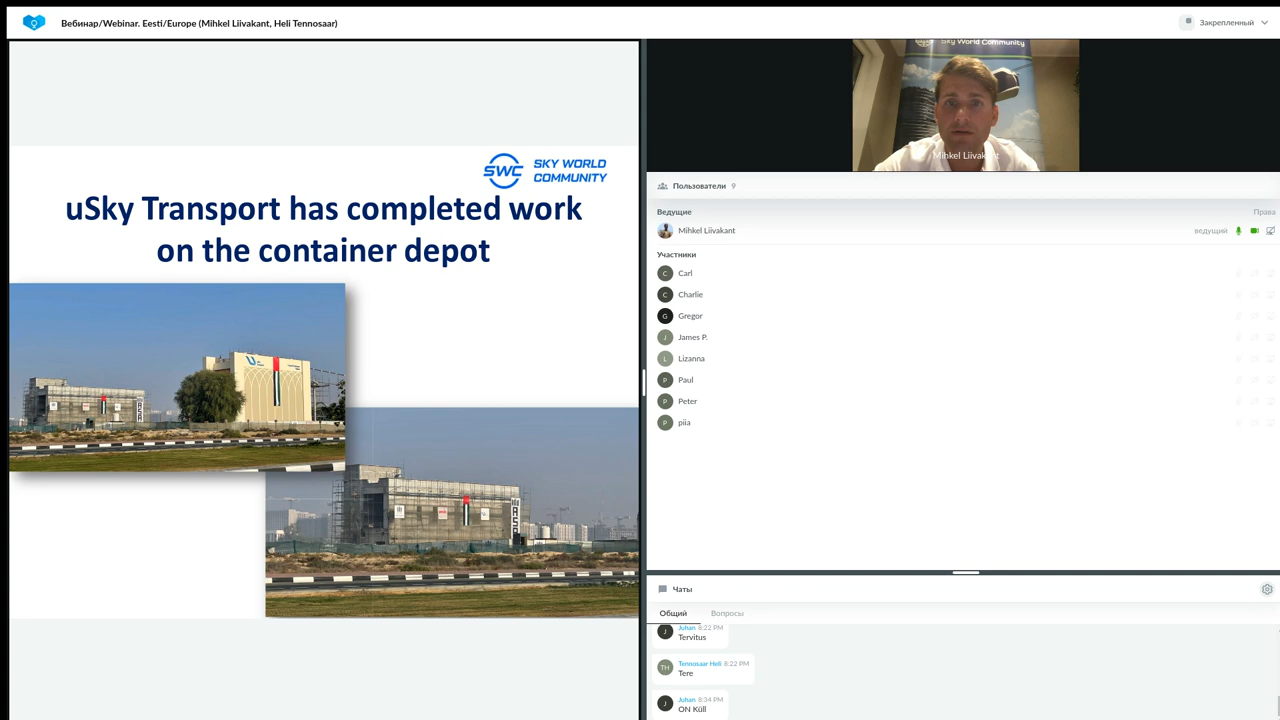 Вебинар/Webinar. Eesti/Europe (Mihkel Liivakant, Heli Tennosaar)
Закрепленный
SWC
SKY WORLD
COMMUNITY
uSky Transport has completed work
on the container depot
Sky World Community
Mihkel Liivakant
Пользователи 9
Ведущие
Права
Mihkel Liivakant
ведущий
Участники
C Carl
C Charlie
G Gregor
J James P.
L Lizanna
P Paul
P Peter
P piia
Чаты
Общий
Вопросы
Juhan 8:22 PM
J
Tervitus
Tennosaar Heli 8:22 PM
TH
Tere
Juhan 8:34 PM
J
ON Küll